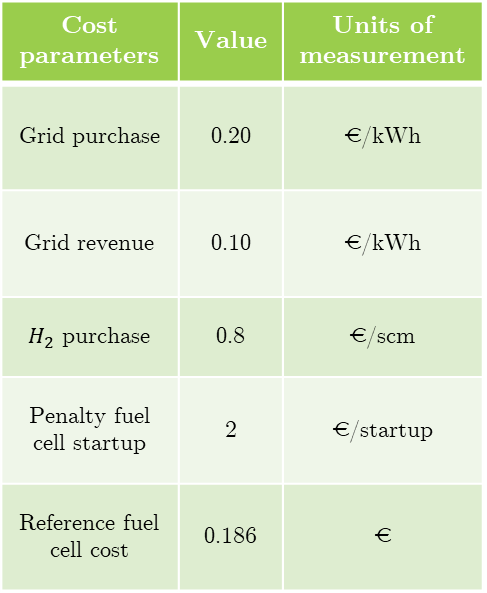 Cost parameters Value Units of measurement
Grid purchase 0.20 €/kWh
Grid revenue 0.10 €/kWh
H₂ purchase 0.8 €/scm
Penalty fuel cell startup 2 €/startup
Reference fuel cell cost 0.186 €